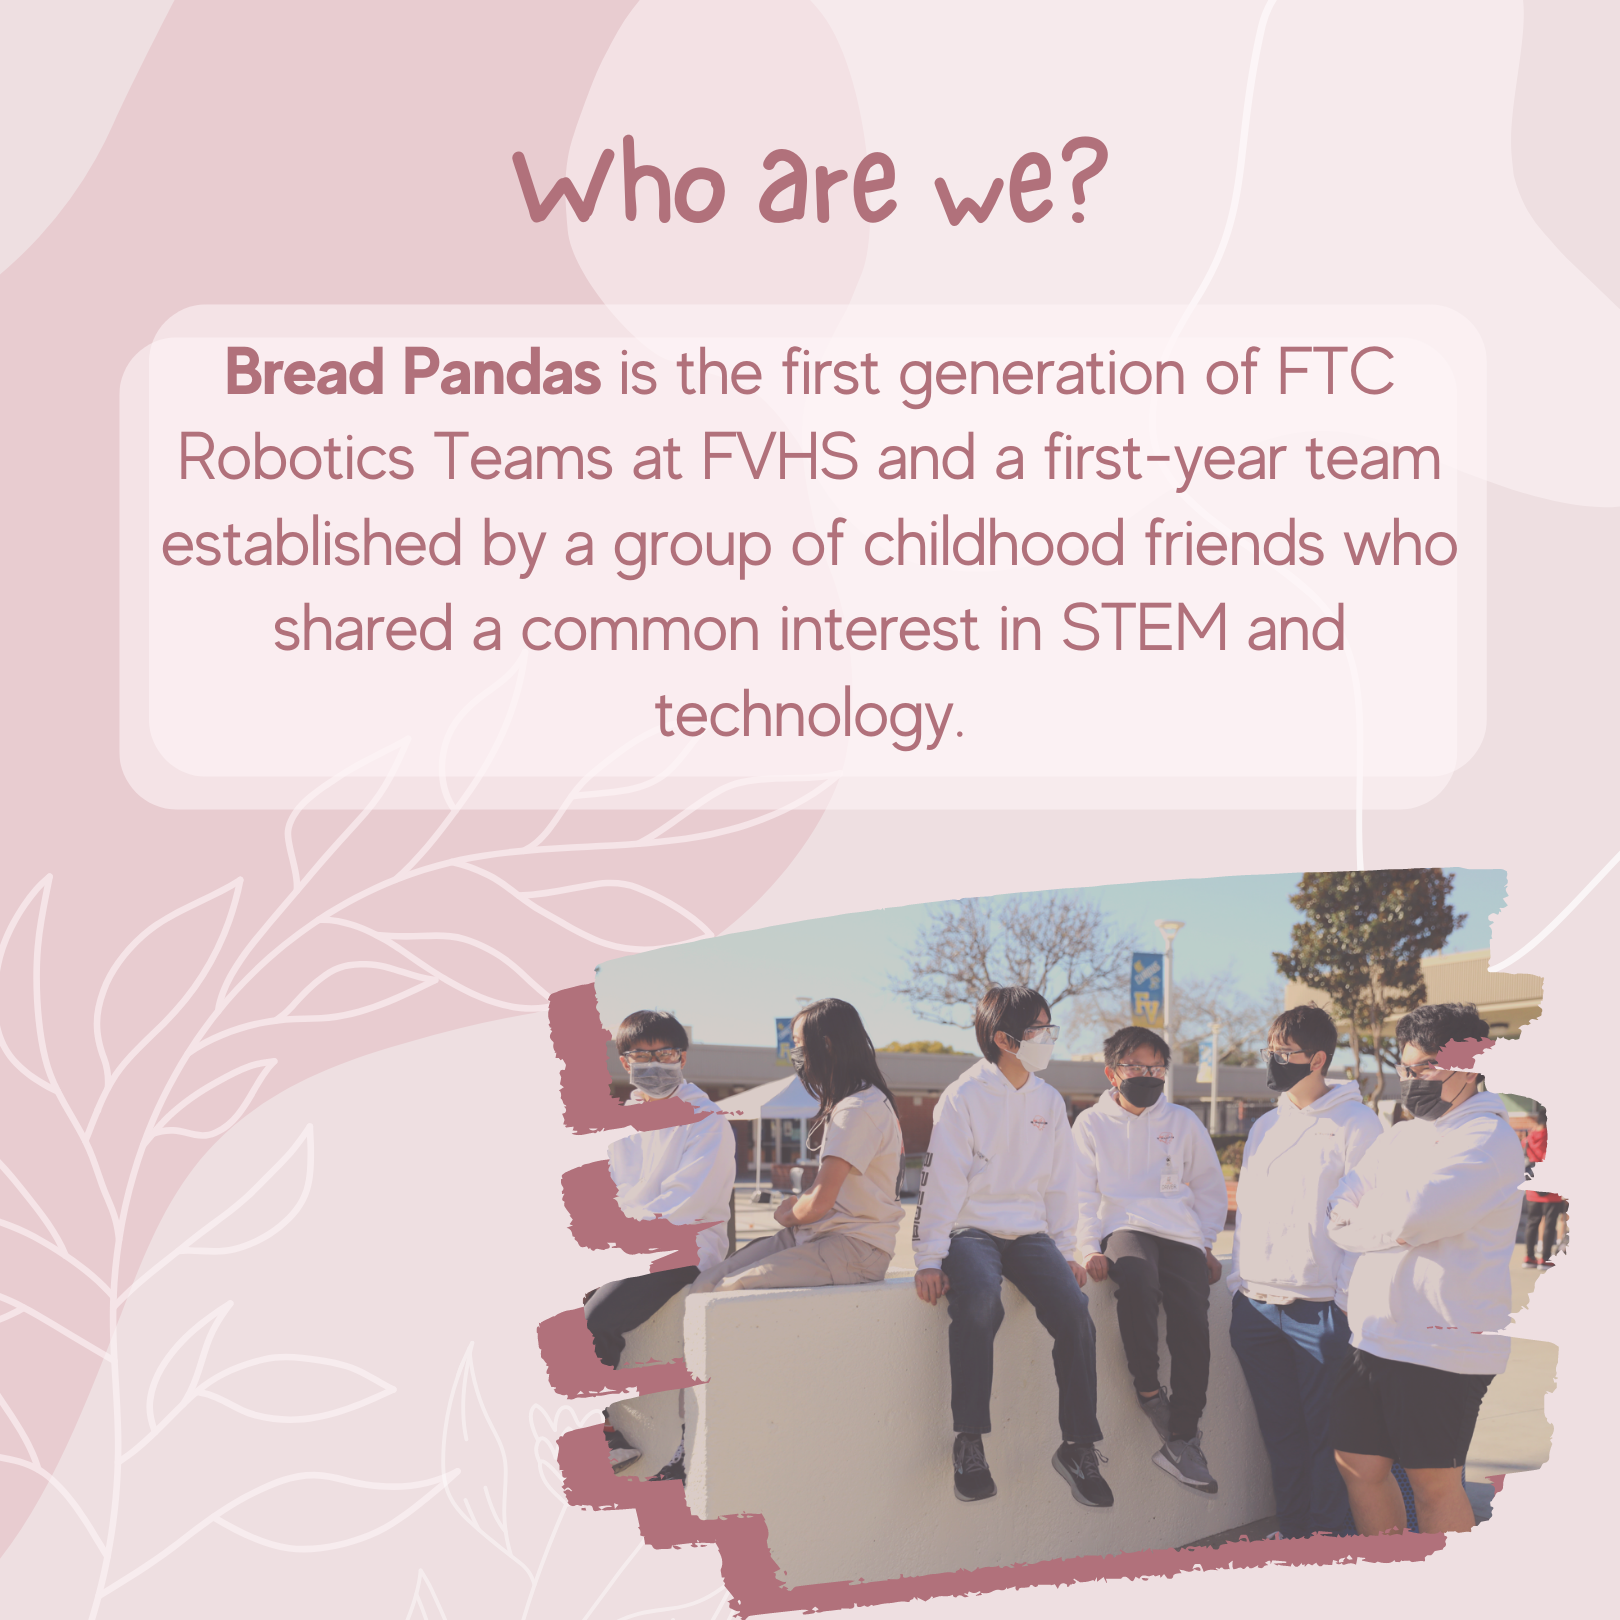 Who are we?
Bread Pandas is the first generation of FTC
Robotics Teams at FVHS and a first-year team
established by a group of childhood friends who
shared a common interest in STEM and
technology.
FV